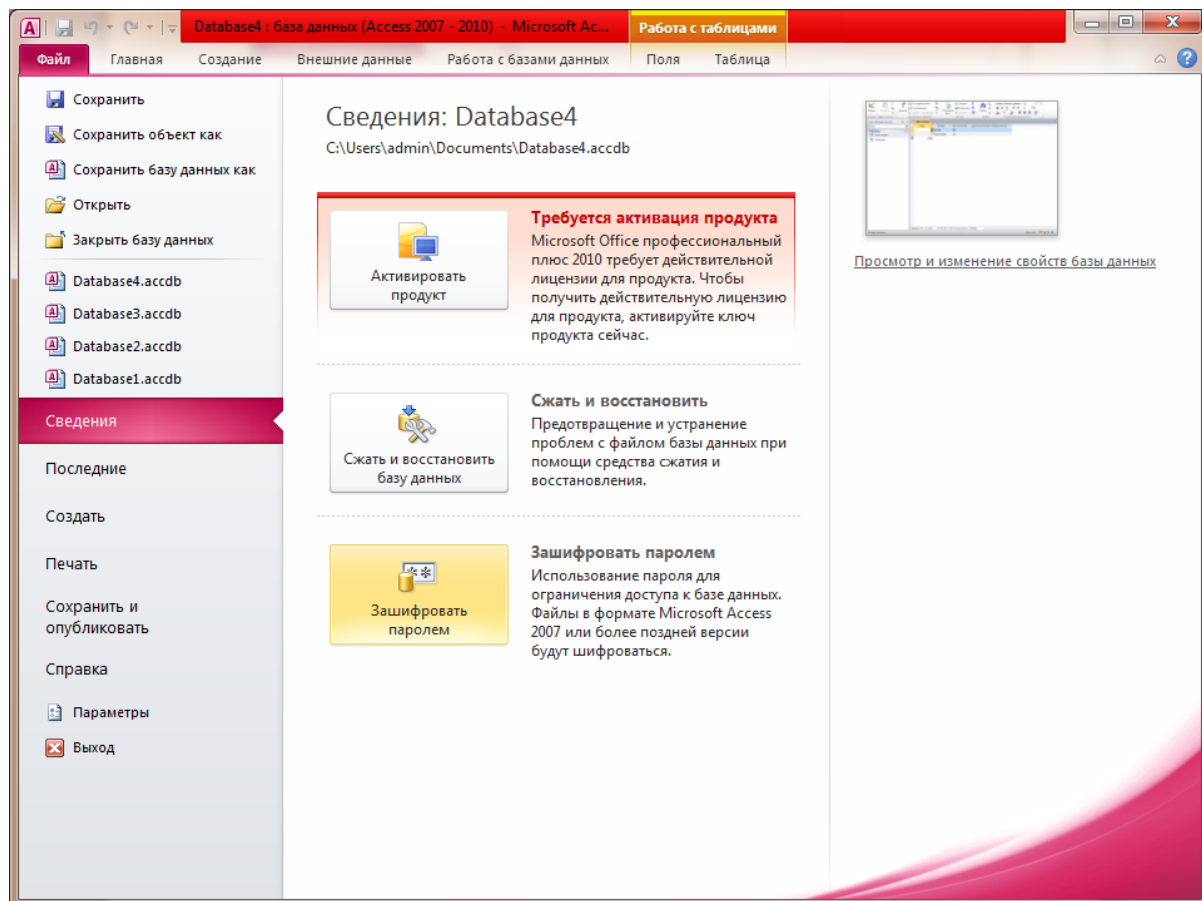 Database4 : база данных (Access 2007 - 2010) - Microsoft Ac...
Работа с таблицами
Файл
Главная
Создание
Внешние данные
Работа с базами данных
Поля
Таблица
Сохранить
Сохранить объект как
Сохранить базу данных как
Открыть
Закрыть базу данных
Database4.accdb
Database3.accdb
Database2.accdb
Database1.accdb
Сведения
Последние
Создать
Печать
Сохранить и
опубликовать
Справка
Параметры
Выход
Сведения: Database4
C:\Users\admin\Documents\Database4.accdb
Активировать
продукт
Требуется активация продукта
Microsoft Office профессиональный
плюс 2010 требует действительной
лицензии для продукта. Чтобы
получить действительную лицензию
для продукта, активируйте ключ
продукта сейчас.
Сжать и восстановить
базу данных
Сжать и восстановить
Предотвращение и устранение
проблем с файлом базы данных при
помощи средства сжатия и
восстановления.
Зашифровать
паролем
Зашифровать паролем
Использование пароля для
ограничения доступа к базе данных.
Файлы в формате Microsoft Access
2007 или более поздней версии
будут шифроваться.
Просмотр и изменение свойств базы данных